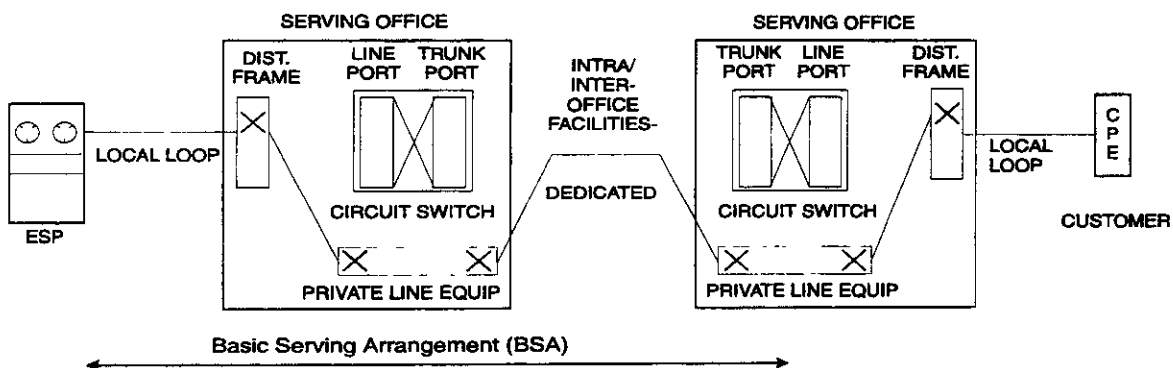 SERVING OFFICE
SERVING OFFICE
DIST.
FRAME
LINE
PORT
TRUNK
PORT
INTRA/
INTER-
OFFICE
FACILITIES-
TRUNK
PORT
LINE
PORT
DIST.
FRAME
LOCAL LOOP
ESP
CIRCUIT SWITCH
DEDICATED
CIRCUIT SWITCH
LOCAL
LOOP
C
P
E
CUSTOMER
PRIVATE LINE EQUIP
PRIVATE LINE EQUIP
Basic Serving Arrangement (BSA)